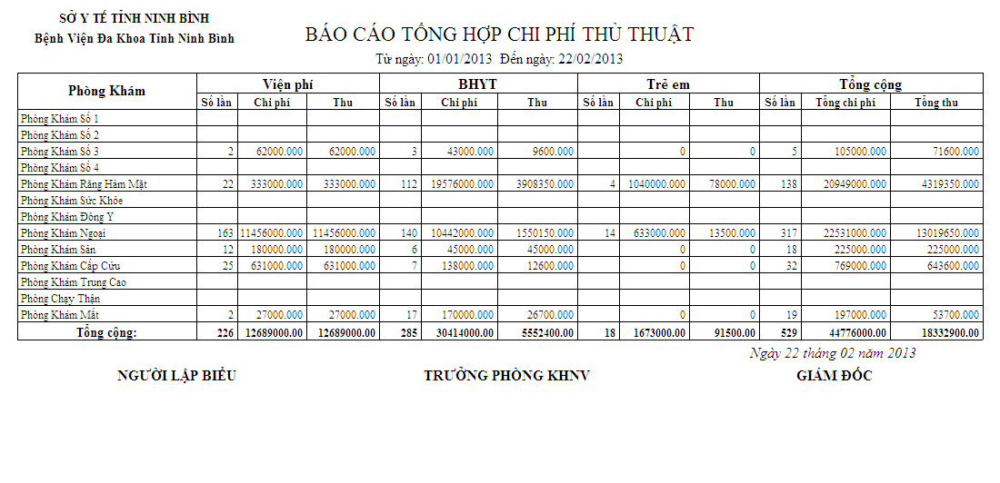 SỞ Y TẾ TỈNH NINH BÌNH
Bệnh Viện Đa Khoa Tỉnh Ninh Bình
BÁO CÁO TỔNG HỢP CHI PHÍ THỦ THUẬT
Từ ngày: 01/01/2013 Đến ngày: 22/02/2013
Phòng Khám Viện phí BHYT Trẻ em Tổng cộng
Số lần Chi phí Thu Số lần Chi phí Thu Số lần Chi phí Thu Số lần Tổng chi phí Tổng thu
Phòng Khám Số 1
Phòng Khám Số 2
Phòng Khám Số 3 2 62000.000 62000.000 3 43000.000 9600.000 0 0 5 105000.000 71600.000
Phòng Khám Số 4
Phòng Khám Răng Hàm Mặt 22 333000.000 333000.000 112 19576000.000 3908350.000 4 1040000.000 78000.000 138 20949000.000 4319350.000
Phòng Khám Sức Khỏe
Phòng Khám Đông Y
Phòng Khám Ngoại 163 11456000.000 11456000.000 140 10442000.000 1550150.000 14 633000.000 13500.000 317 22531000.000 13019650.000
Phòng Khám Sản 12 180000.000 180000.000 6 45000.000 45000.000 0 0 18 225000.000 225000.000
Phòng Khám Cấp Cứu 25 631000.000 631000.000 7 138000.000 12600.000 0 0 32 769000.000 643600.000
Phòng Khám Trung Cao
Phòng Chạy Thận
Phòng Khám Mắt 2 27000.000 27000.000 17 170000.000 26700.000 0 0 19 197000.000 53700.000
Tổng cộng: 226 12689000.00 12689000.00 285 30414000.00 5552400.00 18 1673000.00 91500.00 529 44776000.00 18332900.00
Ngày 22 tháng 02 năm 2013
NGƯỜI LẬP BIỂU TRƯỞNG PHÒNG KHNV GIÁM ĐỐC